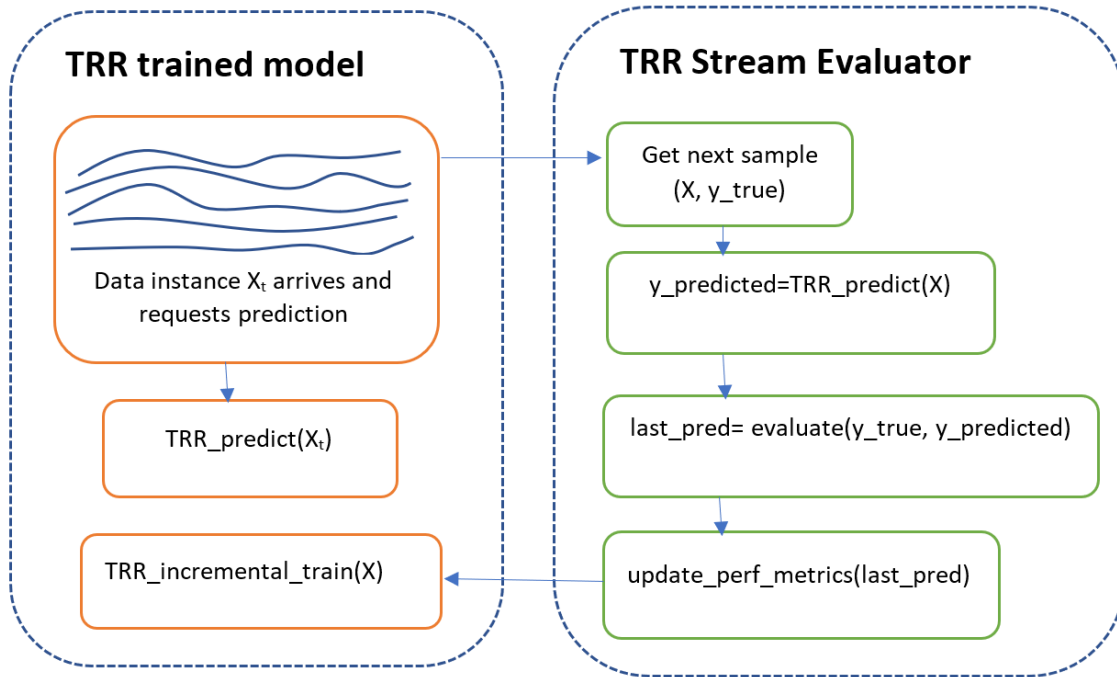 TRR trained model
Data instance Xₜ arrives and
requests prediction
TRR_predict(Xₜ)
TRR_incremental_train(X)
TRR Stream Evaluator
Get next sample
(X, y_true)
y_predicted=TRR_predict(X)
last_pred= evaluate(y_true, y_predicted)
update_perf_metrics(last_pred)